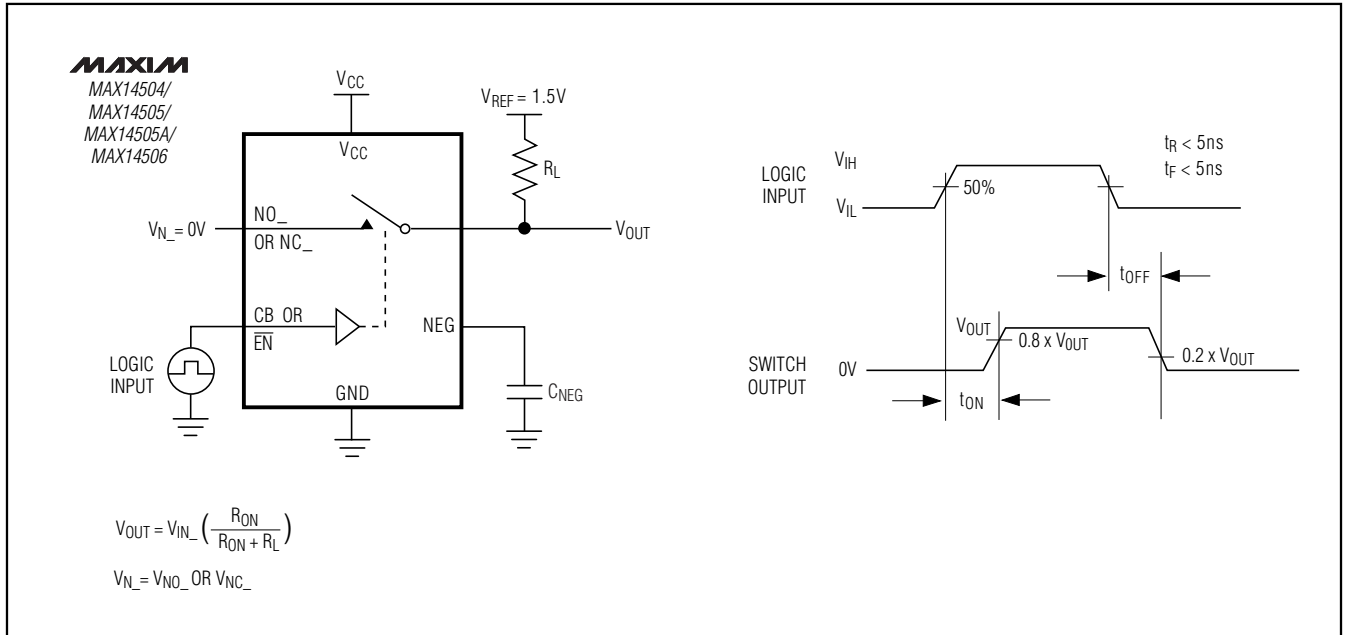 MAXIM
MAX14504/
MAX14505/
MAX14505A/
MAX14506
VCC
VCC
VREF = 1.5V
RL
VN_= 0V
NO_
OR NC_
VOUT
CB OR
EN
NEG
LOGIC
INPUT
GND
CNEG
VOUT = VIN_ (RON / RON + RL)
VN_= VNO_ OR VNC_
LOGIC
INPUT
VIH
VIL
50%
tR < 5ns
tF < 5ns
tOFF
SWITCH
OUTPUT
VOUT
0V
0.8 x VOUT
0.2 x VOUT
tON